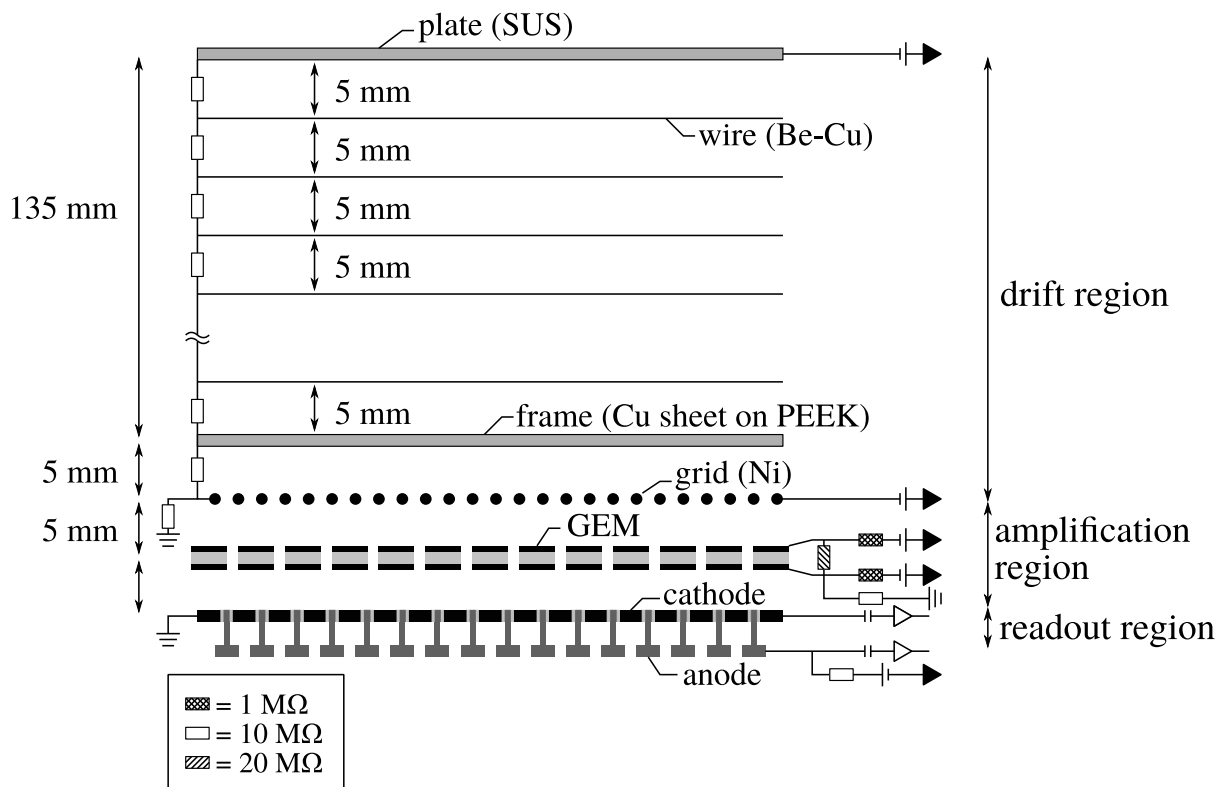 plate (SUS)
5 mm
wire (Be-Cu)
5 mm
5 mm
135 mm
5 mm
drift region
5 mm
frame (Cu sheet on PEEK)
5 mm
grid (Ni)
5 mm
GEM
amplification
region
cathode
readout region
anode
= 1 MΩ
= 10 MΩ
= 20 MΩ